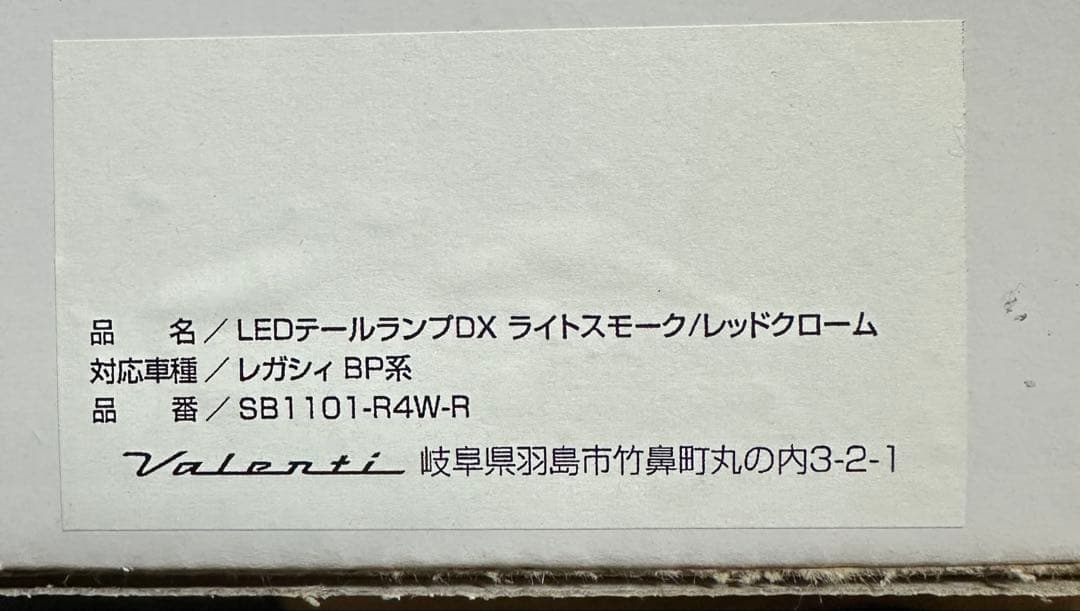 品　　名／LEDテールランプDX ライトスモーク/レッドクローム
対応車種／レガシィ BP系
品　　番／SB1101-R4W-R
Valenti 岐阜県羽島市竹鼻町丸の内3-2-1